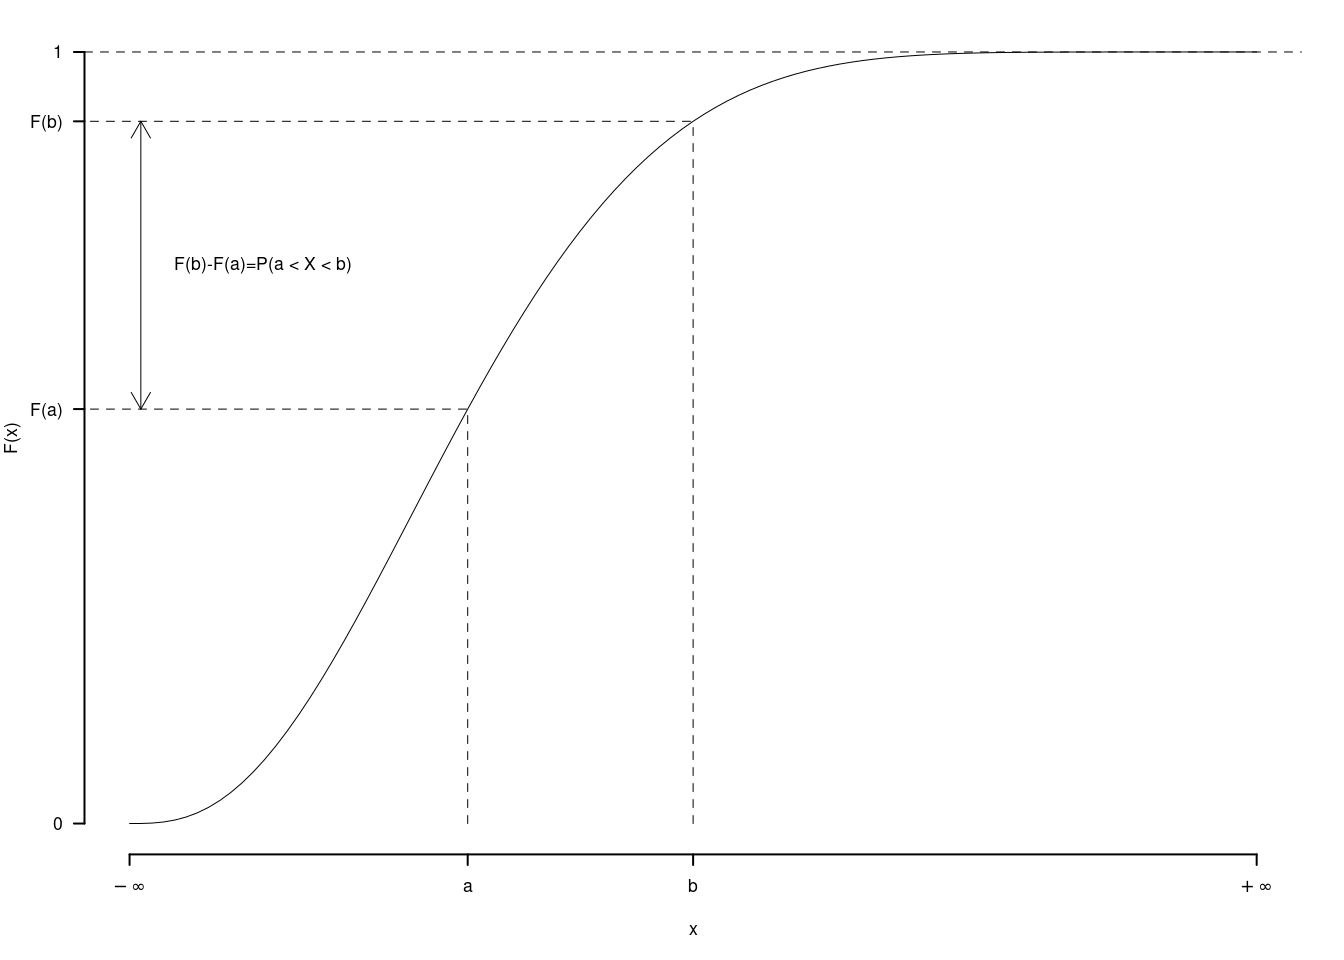 1
F(b)
F(b)-F(a)=P(a < X < b)
F(a)
F(x)
0
− ∞
a
b
+ ∞
x